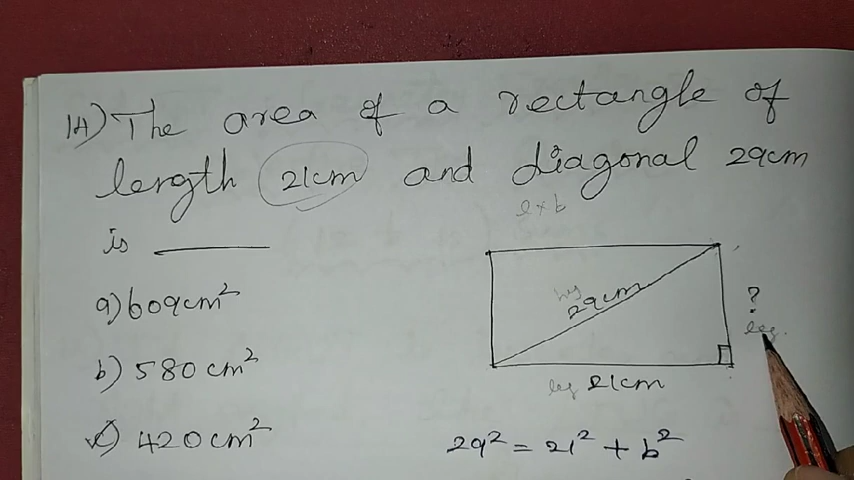 14) The area of a rectangle of
length 21cm and diagonal 29cm
is ________
l × b
a) 609cm²
hy
29cm
?
leg.
b) 580 cm²
leg 21cm
c) 420cm²
29² = 21² + b²